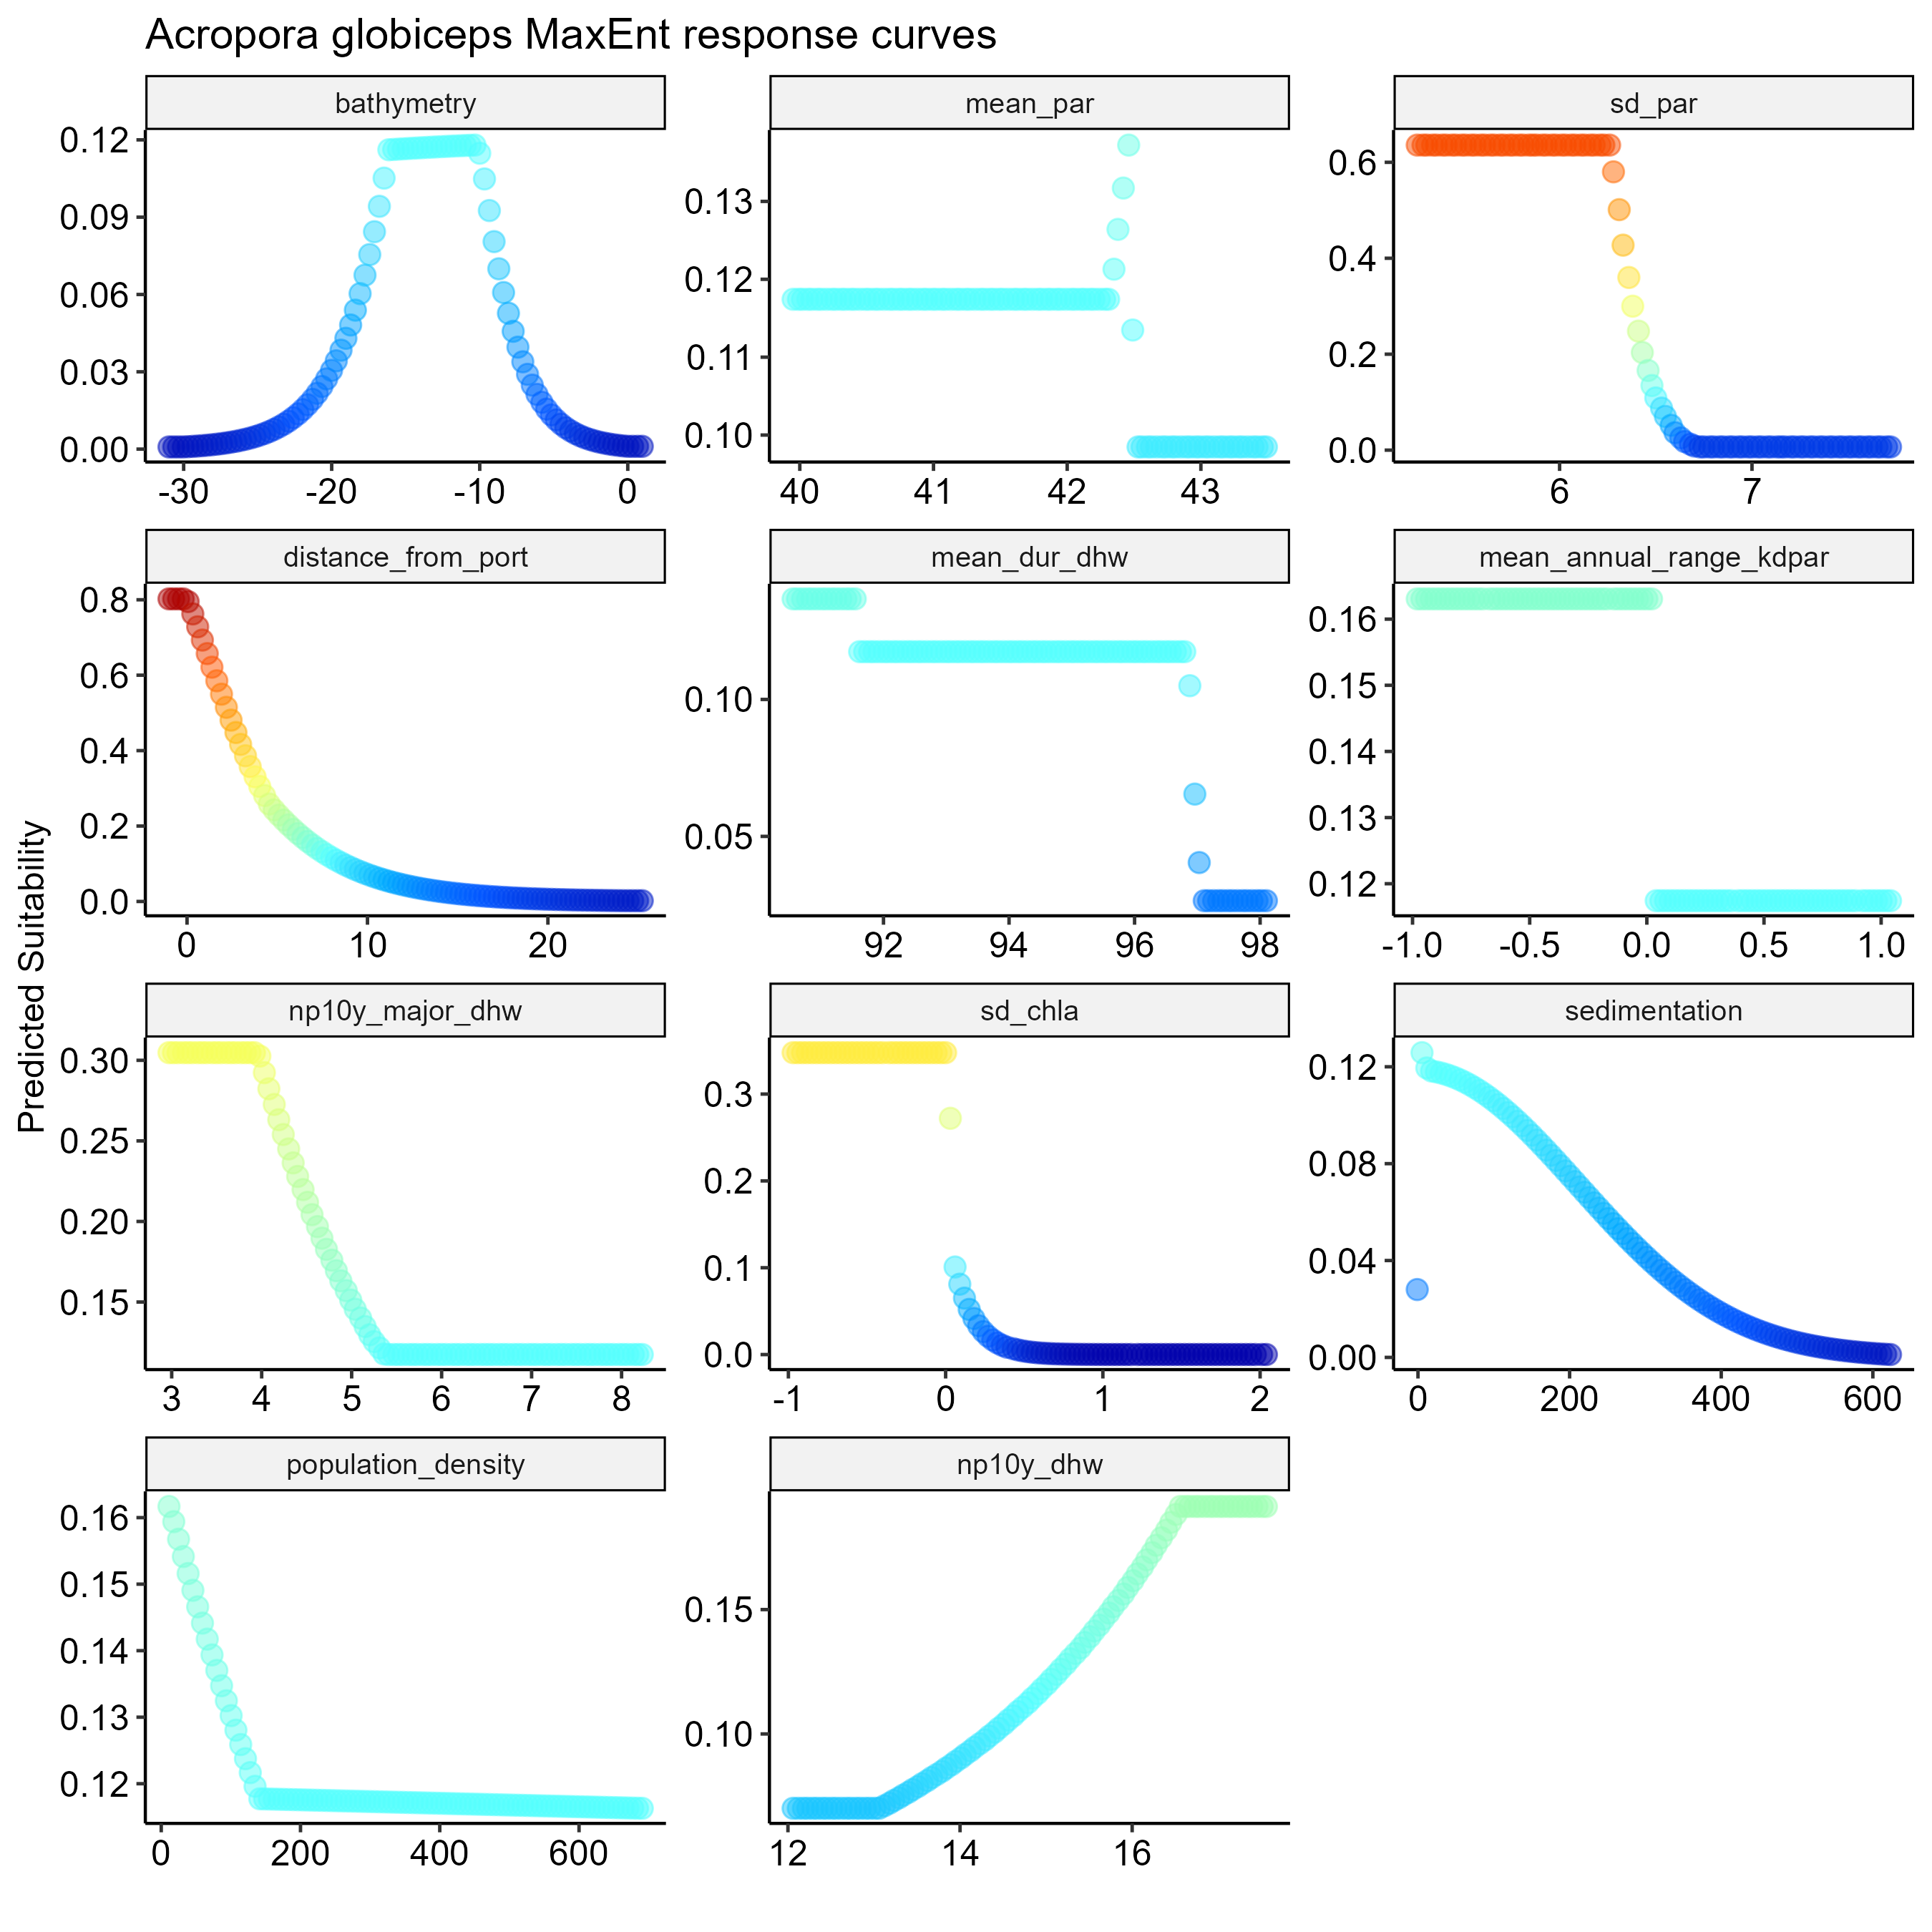 Acropora globiceps MaxEnt response curves
Predicted Suitability
bathymetry
0.12
0.09
0.06
0.03
0.00
-30 -20 -10 0
mean_par
0.13
0.12
0.11
0.10
40 41 42 43
sd_par
0.6
0.4
0.2
0.0
6 7
distance_from_port
0.8
0.6
0.4
0.2
0.0
0 10 20
mean_dur_dhw
0.10
0.05
92 94 96 98
mean_annual_range_kdpar
0.16
0.15
0.14
0.13
0.12
-1.0 -0.5 0.0 0.5 1.0
np10y_major_dhw
0.30
0.25
0.20
0.15
3 4 5 6 7 8
sd_chla
0.3
0.2
0.1
0.0
-1 0 1 2
sedimentation
0.12
0.08
0.04
0.00
0 200 400 600
population_density
0.16
0.15
0.14
0.13
0.12
0 200 400 600
np10y_dhw
0.15
0.10
12 14 16